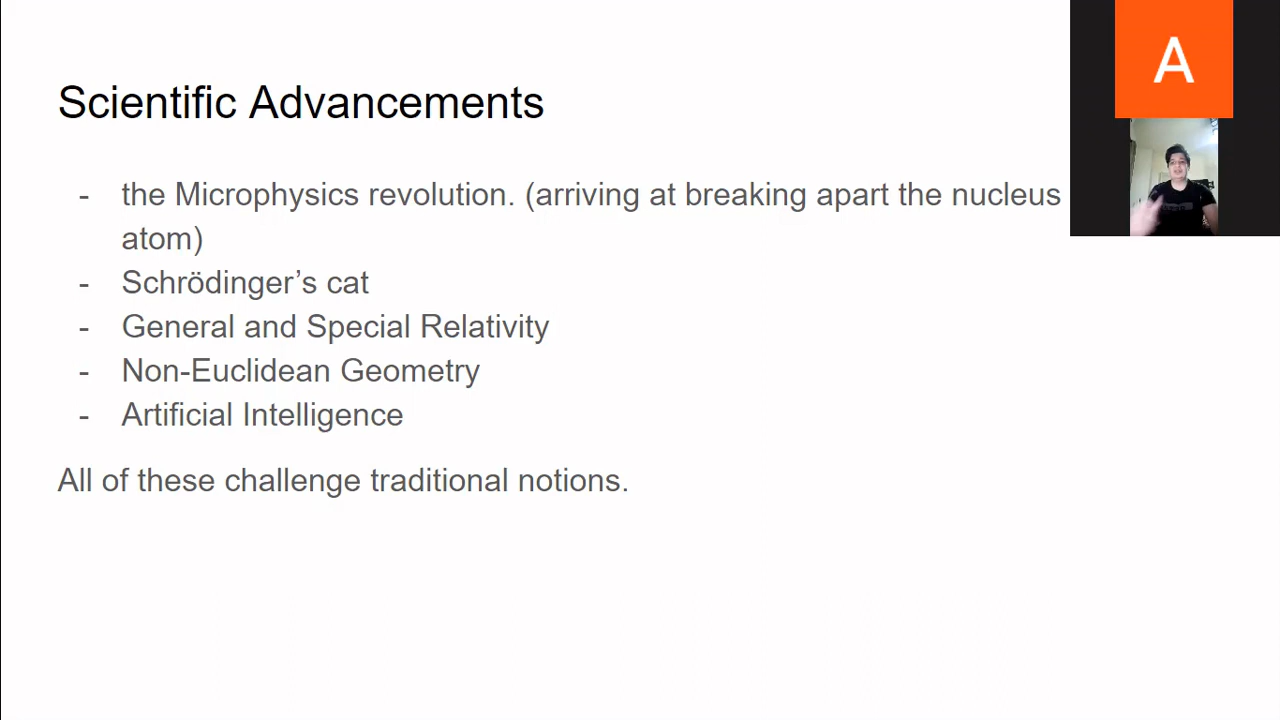 Scientific Advancements
- the Microphysics revolution. (arriving at breaking apart the nucleus
atom)
- Schrödinger’s cat
- General and Special Relativity
- Non-Euclidean Geometry
- Artificial Intelligence
All of these challenge traditional notions.
A